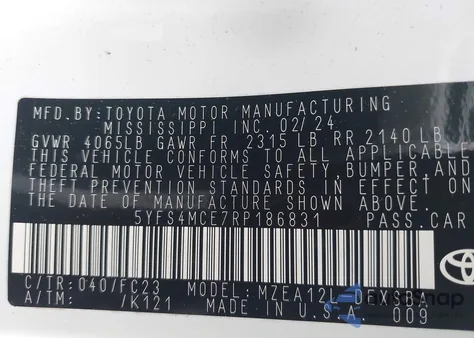 MFD. BY: TOYOTA MOTOR MANUFACTURING
MISSISSIPPI INC. 02/24
GVWR 4065LB GAWR FR 2315 LB RR 2140 LB
THIS VEHICLE CONFORMS TO ALL APPLICABLE
FEDERAL MOTOR VEHICLE SAFETY, BUMPER, AND
THEFT PREVENTION STANDARDS IN EFFECT ON
THE DATE OF MANUFACTURE SHOWN ABOVE.
5YFS4MCE7RP186831 PASS. CAR
C/TR: 040/FC23 MODEL: MZEA12L-DEXSBA
A/TM: /K121 MADE IN U.S.A. 009